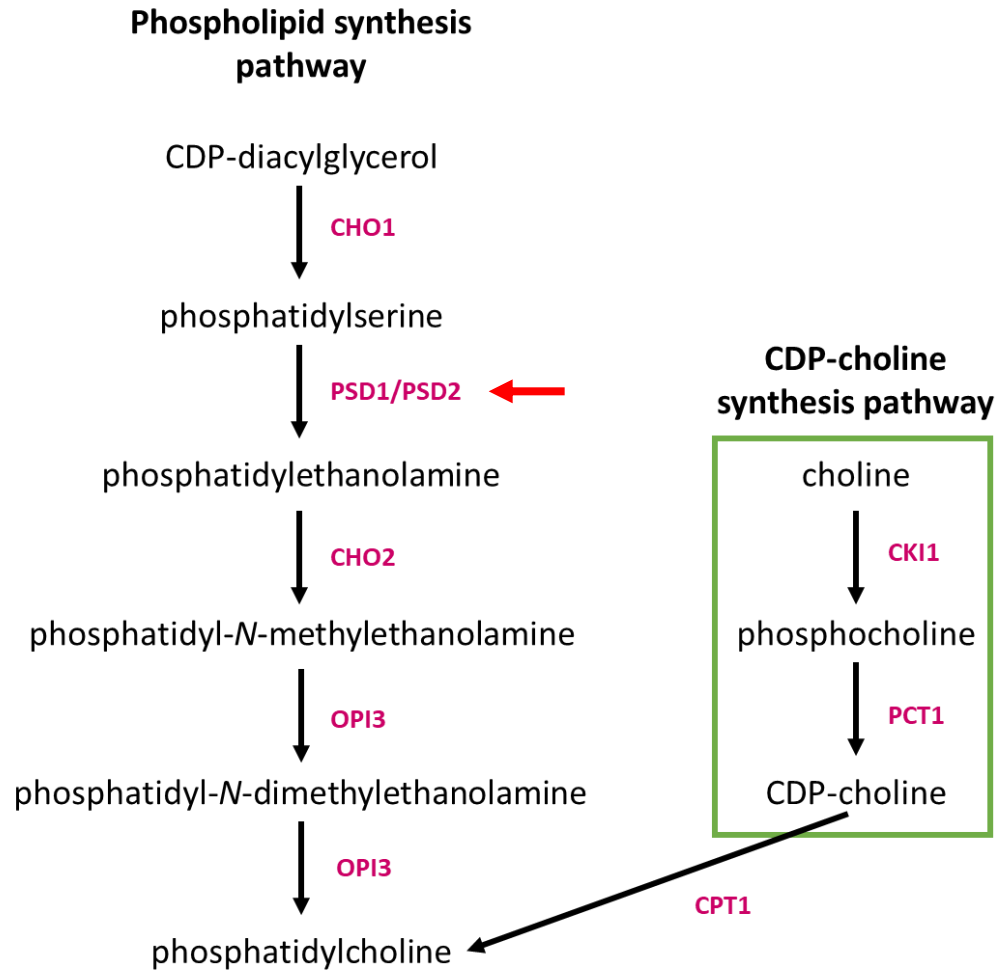 Phospholipid synthesis
pathway
CDP-diacylglycerol
CHO1
phosphatidylserine
PSD1/PSD2
phosphatidylethanolamine
CHO2
phosphatidyl-N-methylethanolamine
OPI3
phosphatidyl-N-dimethylethanolamine
OPI3
phosphatidylcholine
CDP-choline
synthesis pathway
choline
CKI1
phosphocholine
PCT1
CDP-choline
CPT1